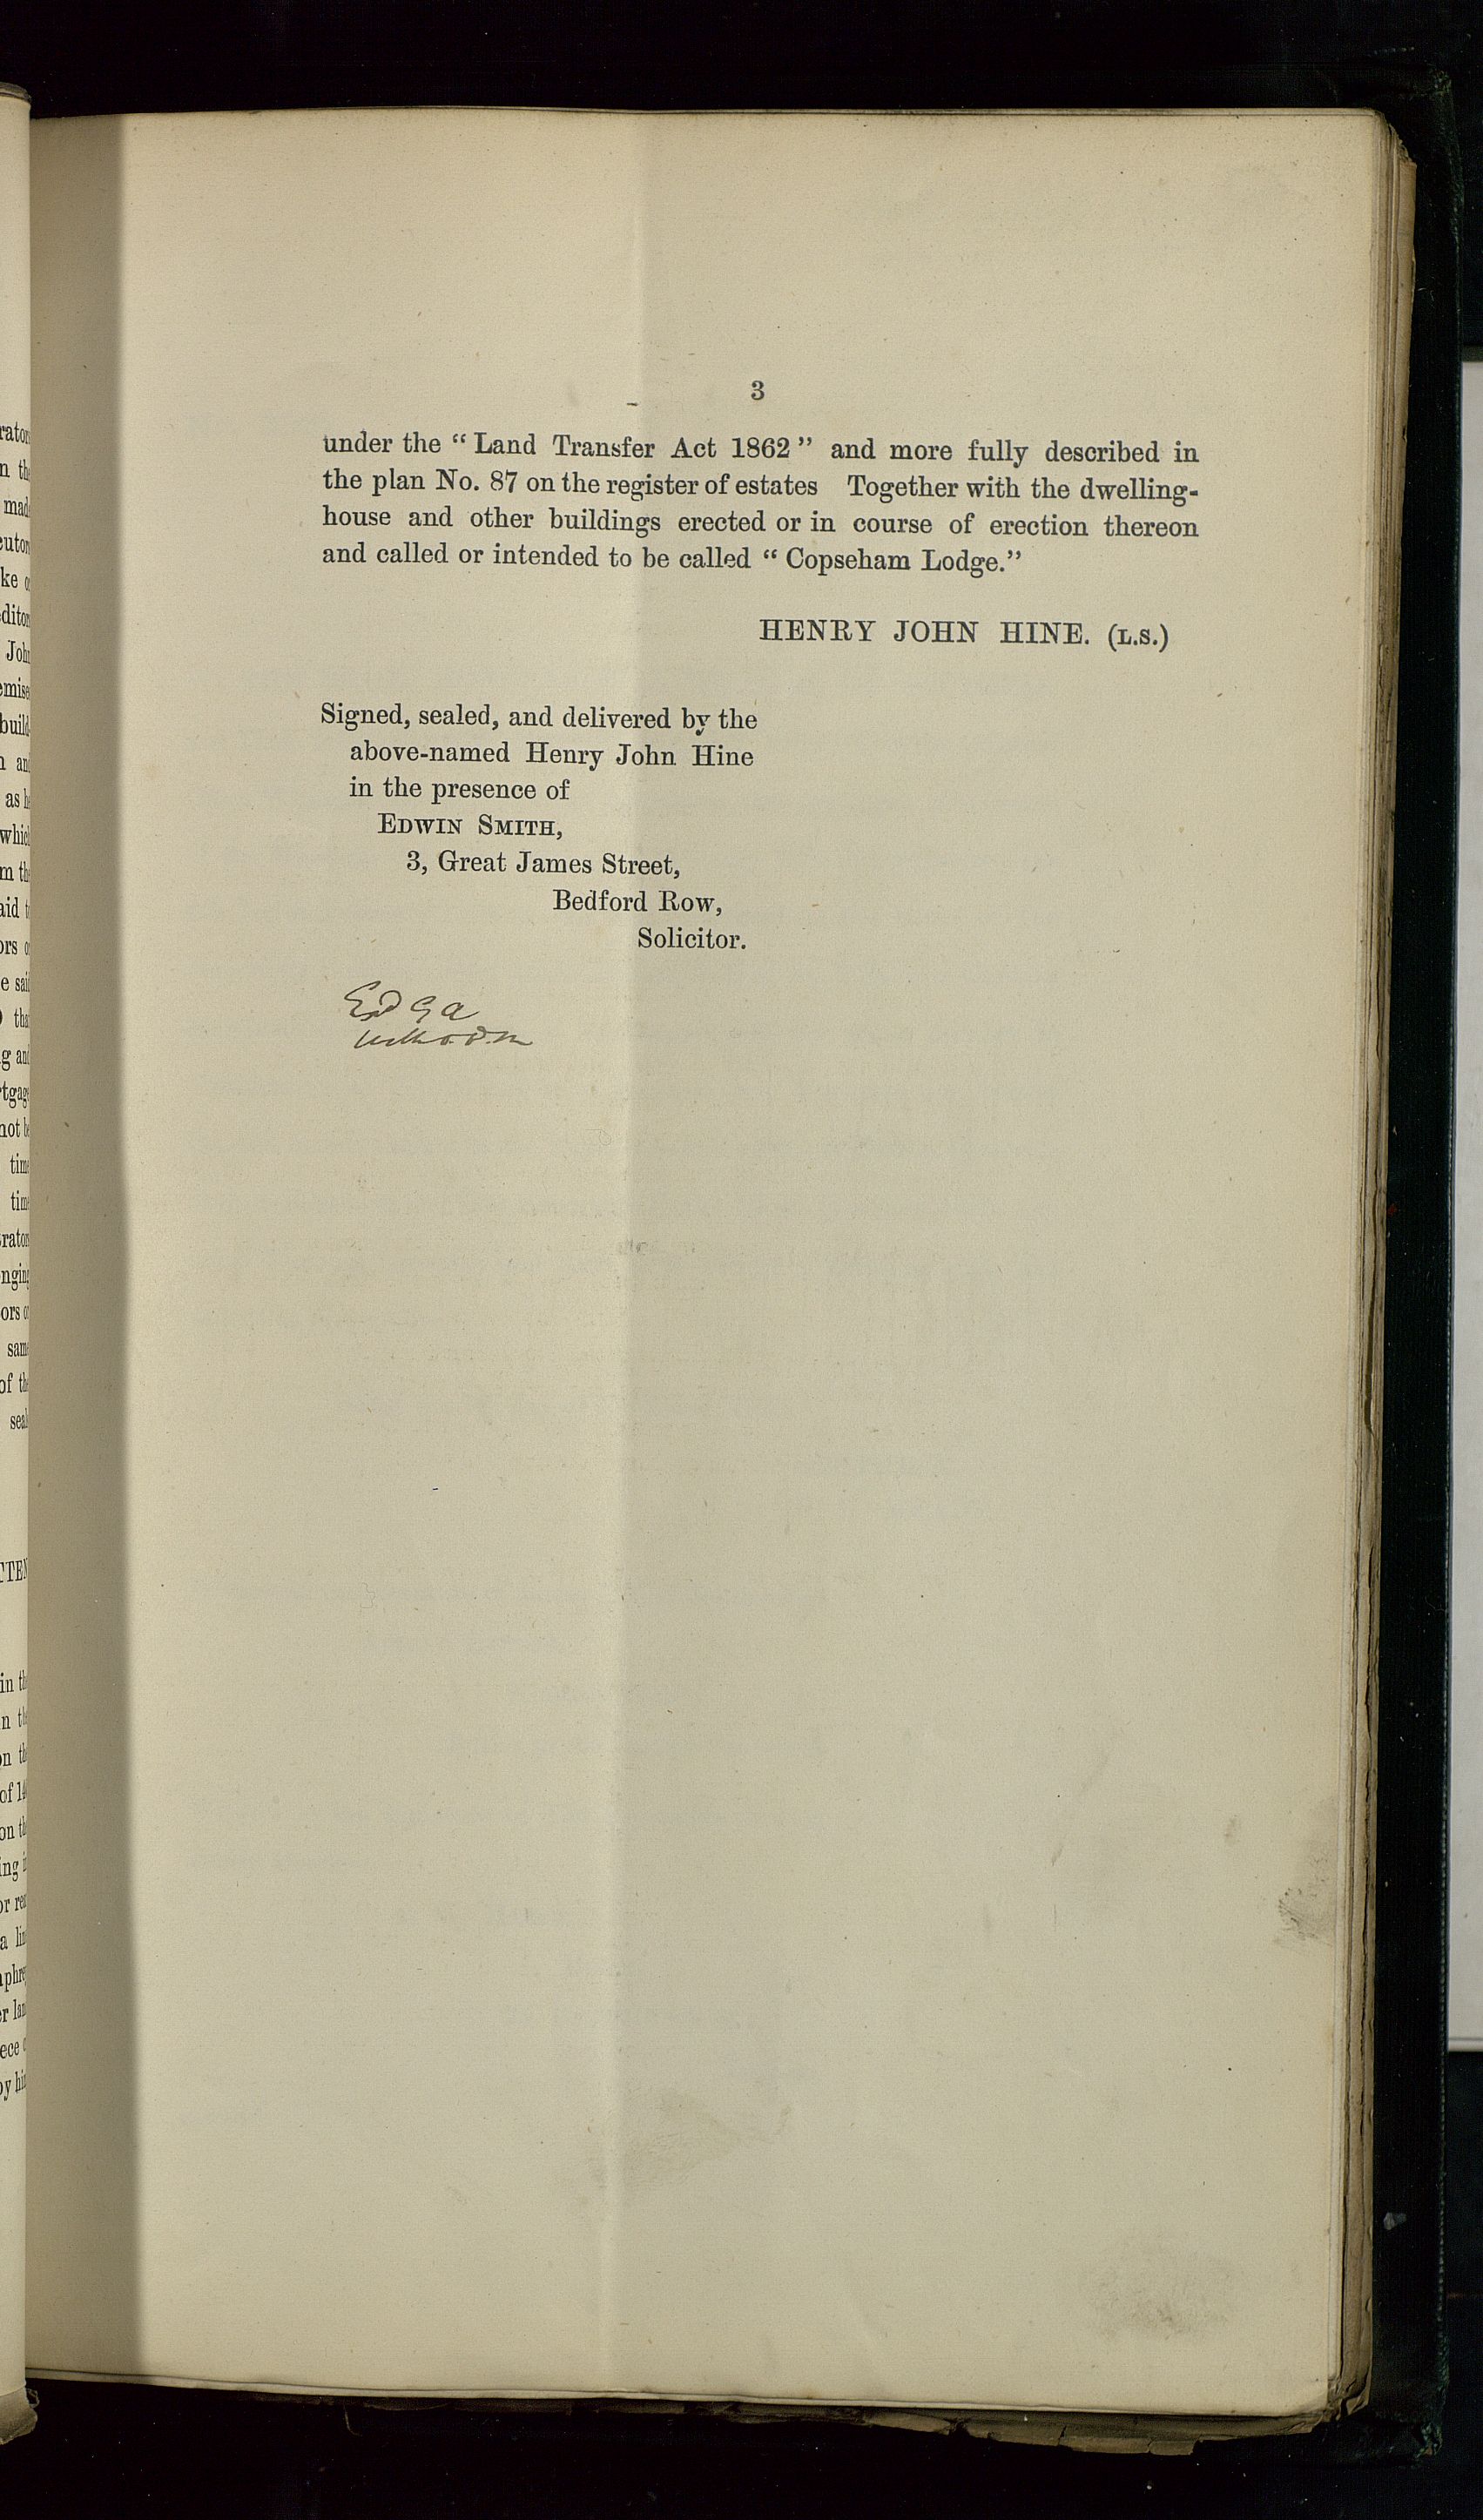 3
under the “ Land Transfer Act 1862 ” and more fully described in
the plan No. 87 on the register of estates Together with the dwelling-
house and other buildings erected or in course of erection thereon
and called or intended to be called “ Copseham Lodge.”
HENRY JOHN HINE. (L.S.)
Signed, sealed, and delivered by the
above-named Henry John Hine
in the presence of
EDWIN SMITH,
3, Great James Street,
Bedford Row,
Solicitor.